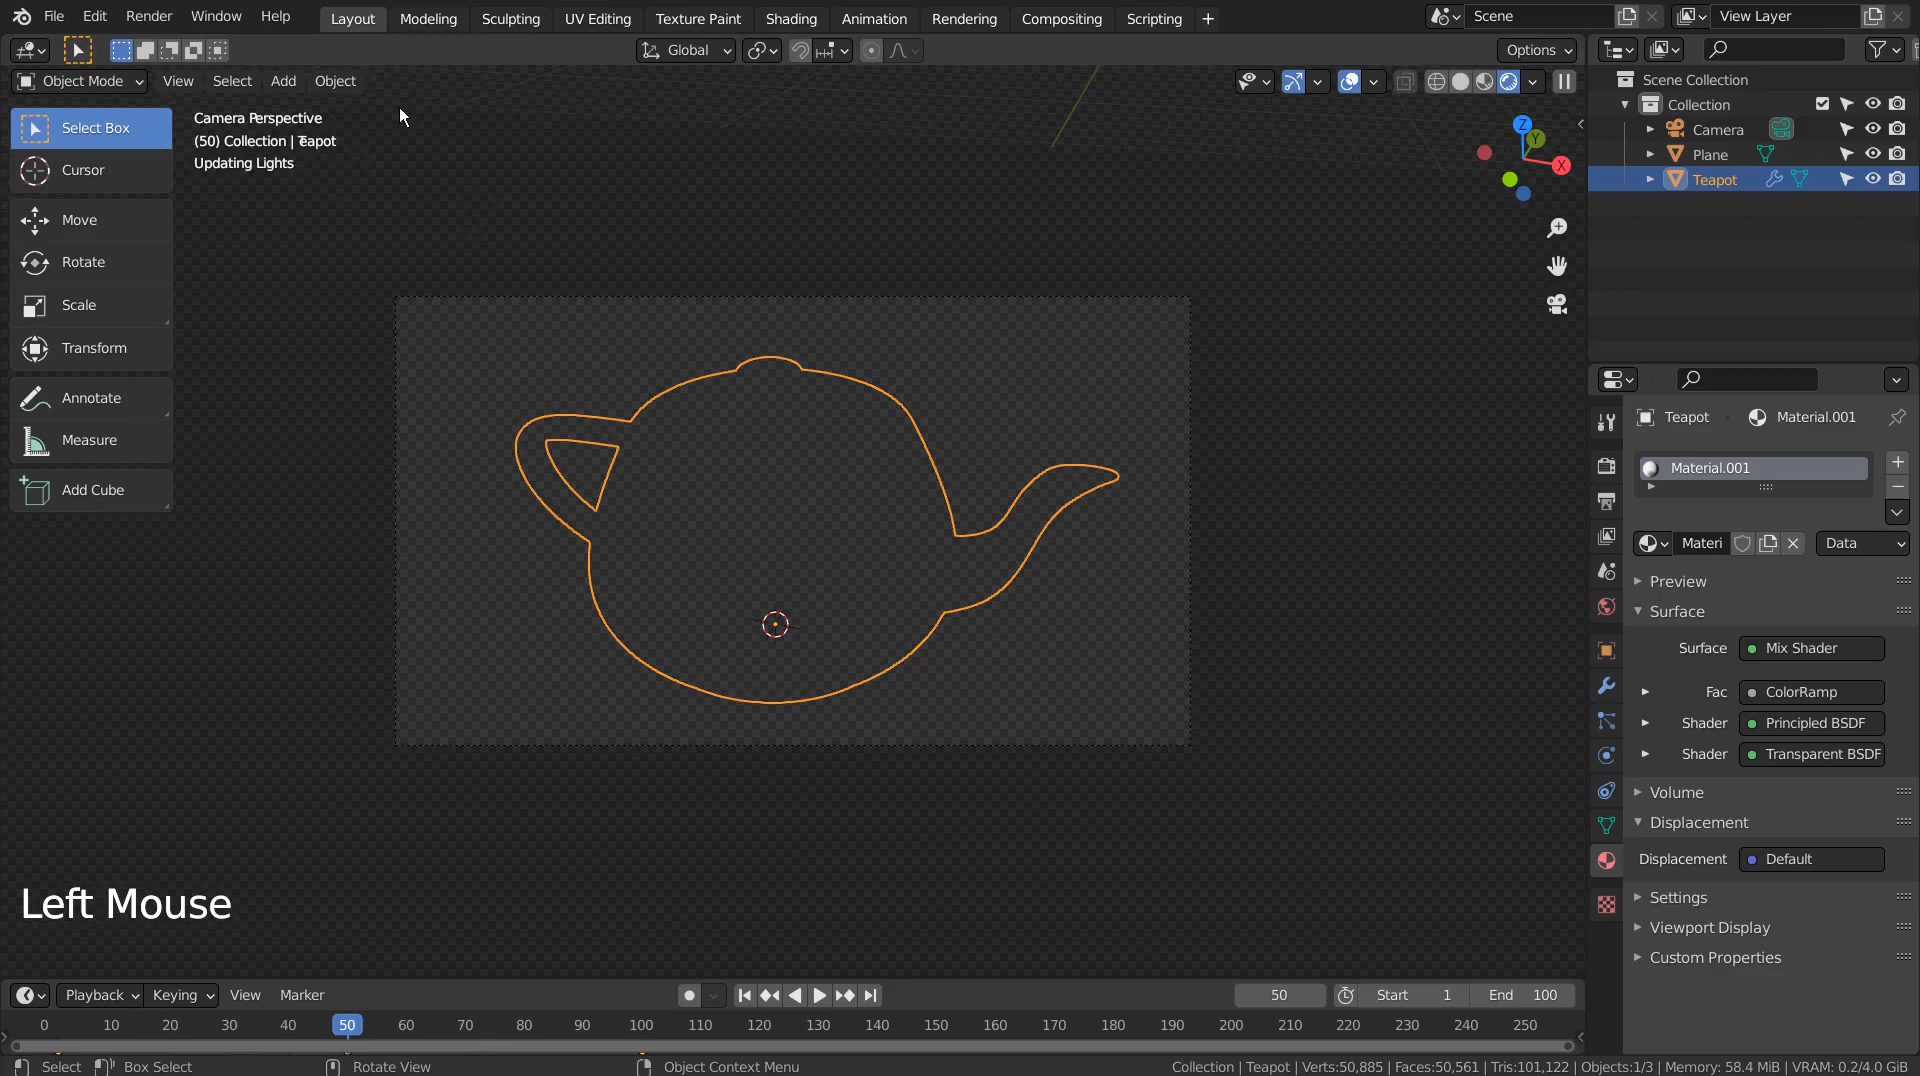 File Edit Render Window Help Layout Modeling Sculpting UV Editing Texture Paint Shading Animation Rendering Compositing Scripting + Scene View Layer
Global Options
Object Mode View Select Add Object
Select Box
Cursor
Move
Rotate
Scale
Transform
Annotate
Measure
Add Cube
Camera Perspective
(50) Collection | Teapot
Updating Lights
Z
Y
X
Left Mouse
Scene Collection
Collection
Camera
Plane
Teapot
Teapot Material.001
Material.001
Materi Data
Preview
Surface
Surface Mix Shader
Fac ColorRamp
Shader Principled BSDF
Shader Transparent BSDF
Volume
Displacement
Displacement Default
Settings
Viewport Display
Custom Properties
Playback Keying View Marker 50 Start 1 End 100
0 10 20 30 40 50 60 70 80 90 100 110 120 130 140 150 160 170 180 190 200 210 220 230 240 250
Select Box Select Rotate View Object Context Menu Collection | Teapot | Verts:50,885 | Faces:50,561 | Tris:101,122 | Objects:1/3 | Memory: 58.4 MiB | VRAM: 0.2/4.0 GiB